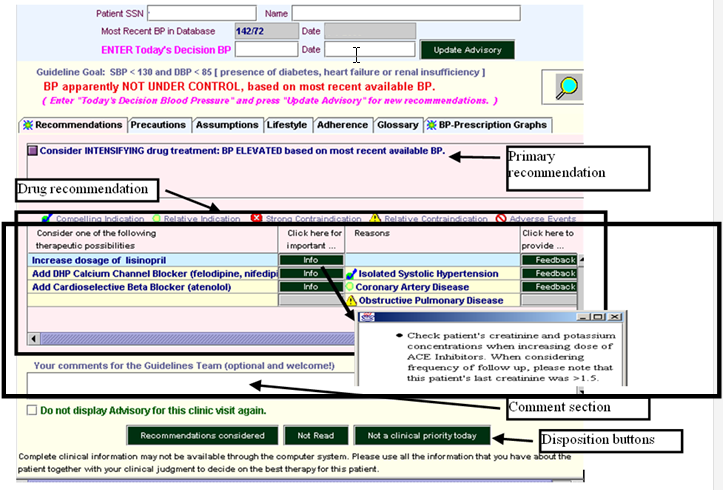 Patient SSN Name
Most Recent BP in Database 142/72 Date
ENTER Today's Decision BP Date Update Advisory
Guideline Goal: SBP < 130 and DBP < 85 [ presence of diabetes, heart failure or renal insufficiency ]
BP apparently NOT UNDER CONTROL, based on most recent available BP.
( Enter "Today's Decision Blood Pressure" and press "Update Advisory" for new recommendations. )
Recommendations Precautions Assumptions Lifestyle Adherence Glossary BP-Prescription Graphs
Consider INTENSIFYING drug treatment: BP ELEVATED based on most recent available BP.
Primary
recommendation
Drug recommendation
Compelling Indication Relative Indication Strong Contraindication Relative Contraindication Adverse Events
Consider one of the following Click here for Reasons Click here to
therapeutic possibilities important ... provide ...
Increase dosage of lisinopril Info Feedback
Add DHP Calcium Channel Blocker (felodipine, nifedipi Info Isolated Systolic Hypertension Feedback
Add Cardioselective Beta Blocker (atenolol) Info Coronary Artery Disease Feedback
Obstructive Pulmonary Disease
Check patient's creatinine and potassium
concentrations when increasing dose of
ACE Inhibitors. When considering
frequency of follow up, please note that
this patient's last creatinine was >1.5.
Your comments for the Guidelines Team (optional and welcome!)
Comment section
Do not display Advisory for this clinic visit again.
Recommendations considered Not Read Not a clinical priority today
Disposition buttons
Complete clinical information may not be available through the computer system. Please use all the information that you have about the
patient together with your clinical judgment to decide on the best therapy for this patient.